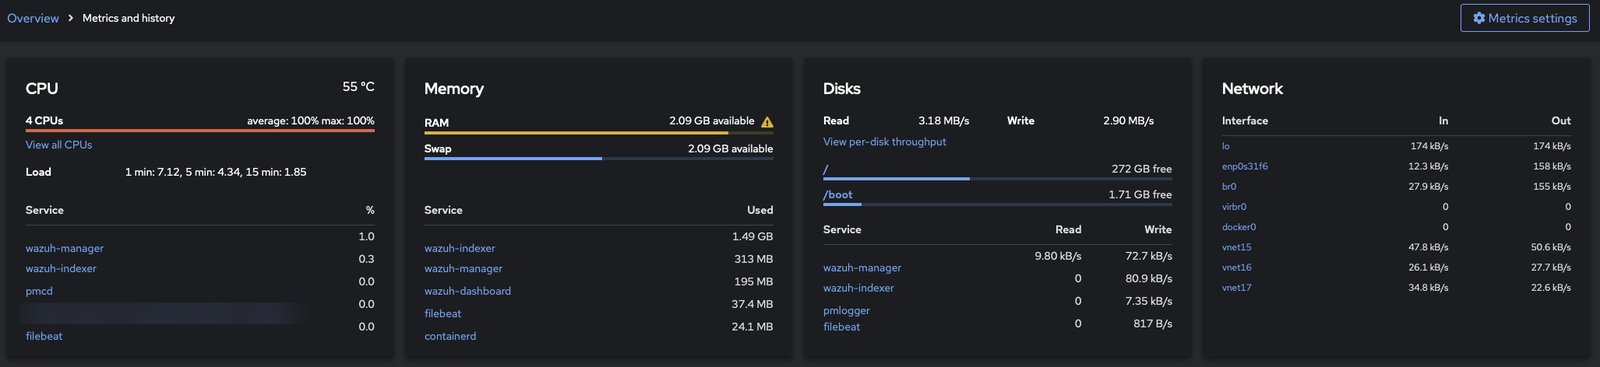 Overview > Metrics and history
Metrics settings
CPU 55 °C
4 CPUs average: 100% max: 100%
View all CPUs
Load 1 min: 7.12, 5 min: 4.34, 15 min: 1.85
Service %
wazuh-manager 1.0
wazuh-indexer 0.3
pmcd 0.0
0.0
filebeat 0.0
Memory
RAM 2.09 GB available
Swap 2.09 GB available
Service Used
wazuh-indexer 1.49 GB
wazuh-manager 313 MB
wazuh-dashboard 195 MB
filebeat 37.4 MB
containerd 24.1 MB
Disks
Read 3.18 MB/s Write 2.90 MB/s
View per-disk throughput
/ 272 GB free
/boot 1.71 GB free
Service Read Write
wazuh-manager 9.80 kB/s 72.7 kB/s
wazuh-indexer 0 80.9 kB/s
pmlogger 0 7.35 kB/s
filebeat 0 817 B/s
Network
Interface In Out
lo 174 kB/s 174 kB/s
enp0s31f6 12.3 kB/s 158 kB/s
br0 27.9 kB/s 155 kB/s
virbr0 0 0
docker0 0 0
vnet15 47.8 kB/s 50.6 kB/s
vnet16 26.1 kB/s 27.7 kB/s
vnet17 34.8 kB/s 22.6 kB/s